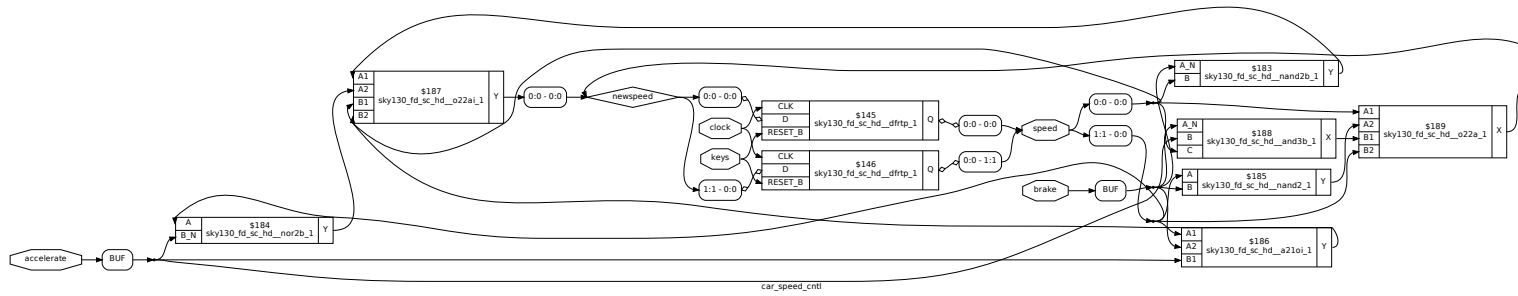 accelerate
BUF
A
B_N
$184
sky130_fd_sc_hd__nor2b_1
Y
A1
A2
B1
B2
$187
sky130_fd_sc_hd__o22ai_1
Y
0:0 - 0:0
newspeed
0:0 - 0:0
clock
keys
1:1 - 0:0
CLK
D
RESET_B
$145
sky130_fd_sc_hd__dfrtp_1
Q
CLK
D
RESET_B
$146
sky130_fd_sc_hd__dfrtp_1
Q
0:0 - 0:0
0:0 - 1:1
speed
brake
0:0 - 0:0
1:1 - 0:0
BUF
A_N
B
$183
sky130_fd_sc_hd__nand2b_1
Y
A_N
B
C
$188
sky130_fd_sc_hd__and3b_1
X
A
B
$185
sky130_fd_sc_hd__nand2_1
Y
A1
A2
B1
$186
sky130_fd_sc_hd__a21oi_1
Y
A1
A2
B1
B2
$189
sky130_fd_sc_hd__o22a_1
X
car_speed_cntl